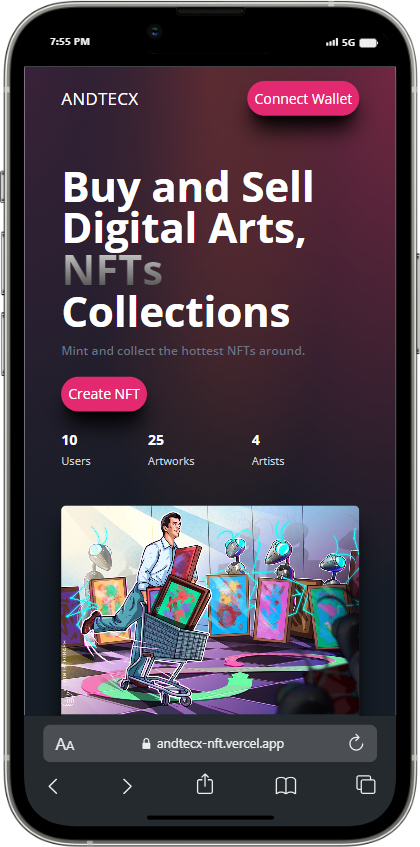 7:55 PM 5G
ANDTECX Connect Wallet
Buy and Sell
Digital Arts,
NFTs
Collections
Mint and collect the hottest NFTs around.
Create NFT
10 25 4
Users Artworks Artists
AA andtecx-nft.vercel.app